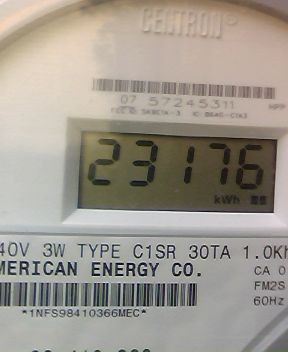 CENTRON®
07 57245311
23176
kWh
40V 3W TYPE C1SR 30TA 1.0Kh
MERICAN ENERGY CO.
CA 0
FM2S
60Hz
*1NFS98410366MEC*